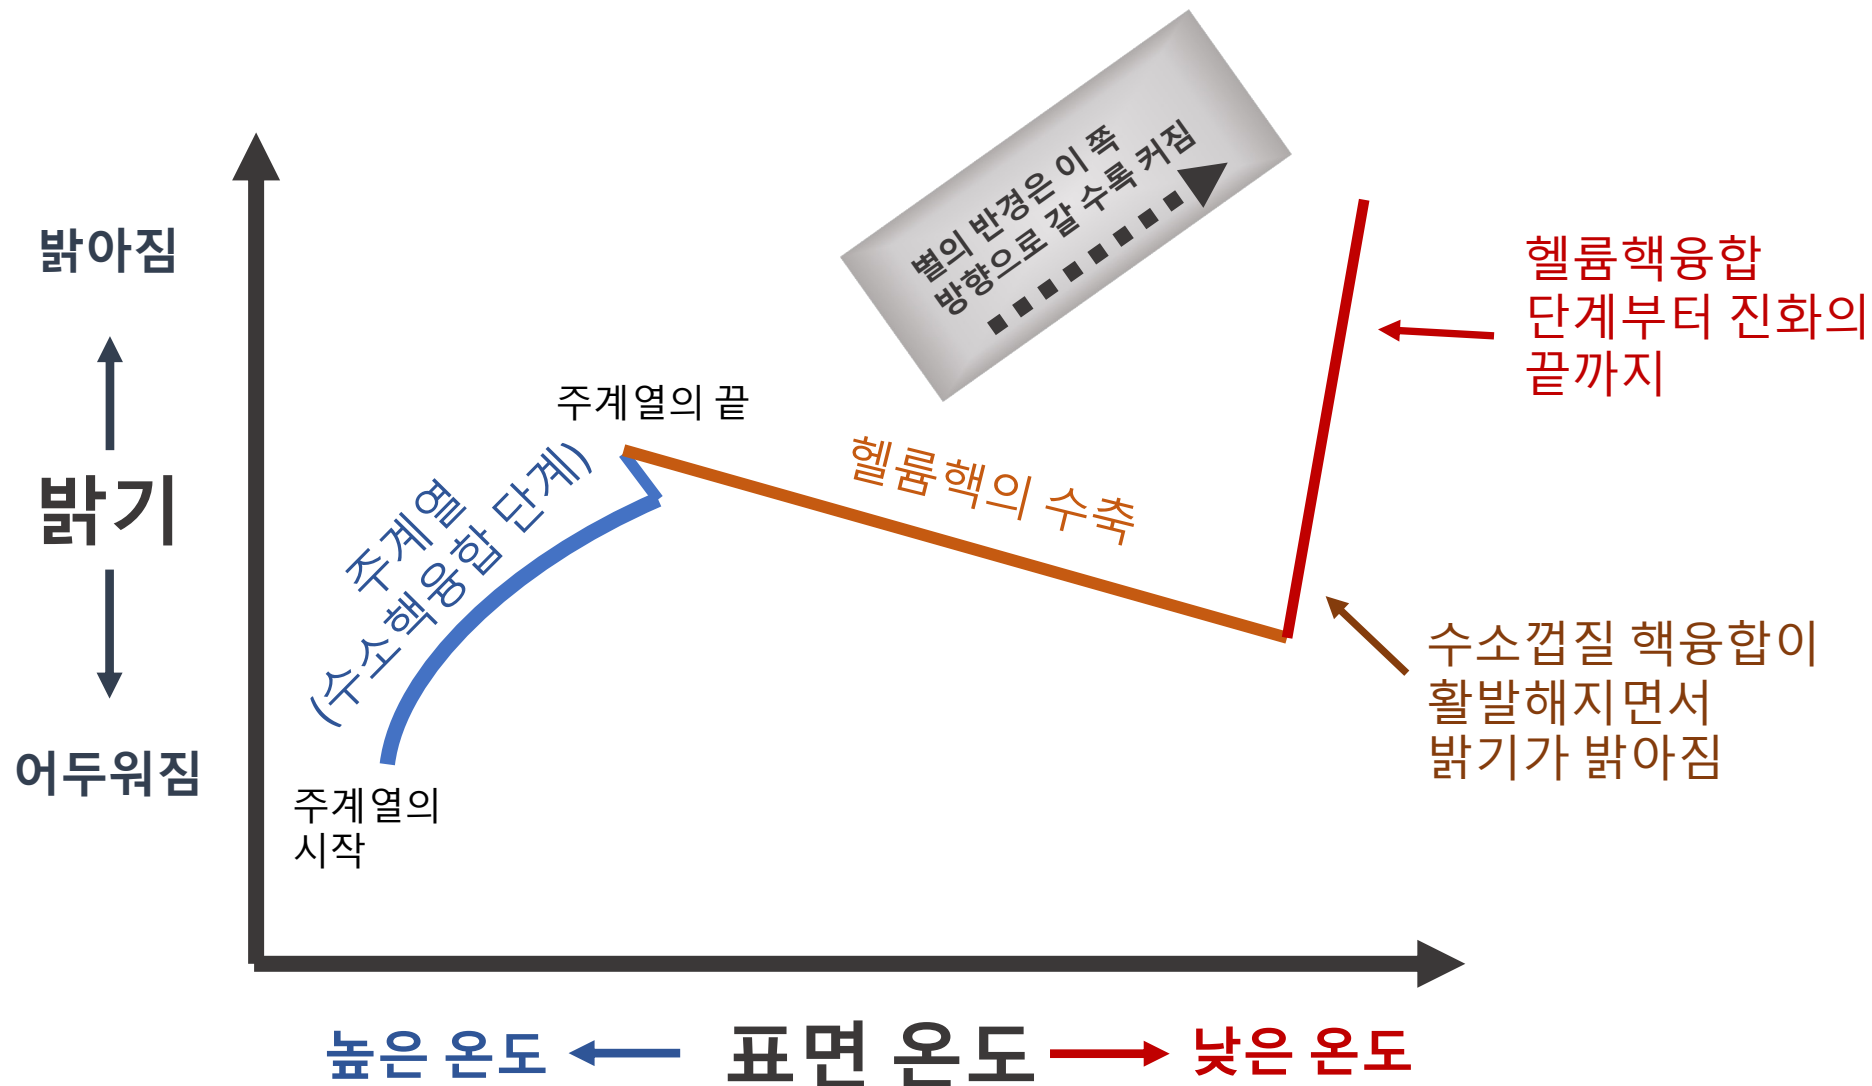 별의 반경은 이 쪽
방향으로 갈 수록 커짐
밝아짐
밝기
어두워짐
주계열의 끝
주계열
(수소핵융합 단계)
주계열의
시작
헬륨핵의 수축
헬륨핵융합
단계부터 진화의
끝까지
수소껍질 핵융합이
활발해지면서
밝기가 밝아짐
높은 온도
표면 온도
낮은 온도